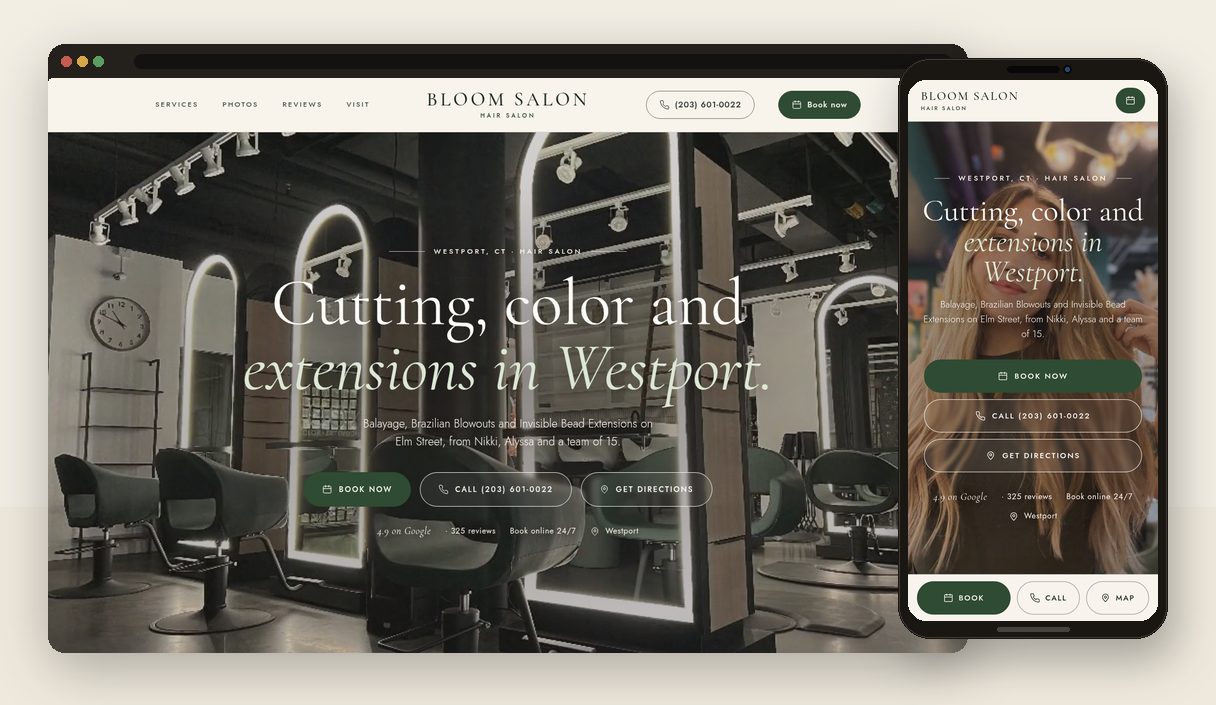 SERVICES PHOTOS REVIEWS VISIT
BLOOM SALON
HAIR SALON
(203) 601-0022
Book now
WESTPORT, CT · HAIR SALON
Cutting, color and
extensions in Westport.
Balayage, Brazilian Blowouts and Invisible Bead Extensions on
Elm Street, from Nikki, Alyssa and a team of 15.
BOOK NOW
CALL (203) 601-0022
GET DIRECTIONS
4.9 on Google · 325 reviews Book online 24/7 Westport
BLOOM SALON
HAIR SALON
WESTPORT, CT · HAIR SALON
Cutting, color and
extensions in
Westport.
Balayage, Brazilian Blowouts and Invisible Bead
Extensions on Elm Street, from Nikki, Alyssa and a team
of 15.
BOOK NOW
CALL (203) 601-0022
GET DIRECTIONS
4.9 on Google · 325 reviews Book online 24/7
Westport
BOOK CALL MAP